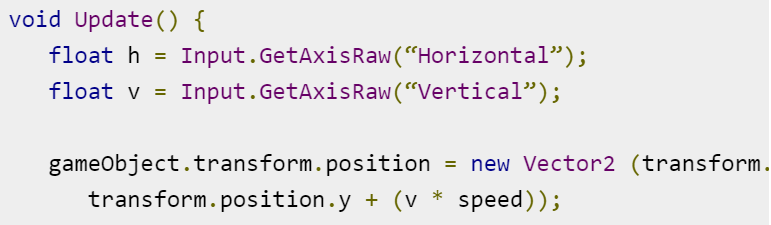 void Update() {
float h = Input.GetAxisRaw(“Horizontal”);
float v = Input.GetAxisRaw(“Vertical”);
gameObject.transform.position = new Vector2 (transform.
transform.position.y + (v * speed));